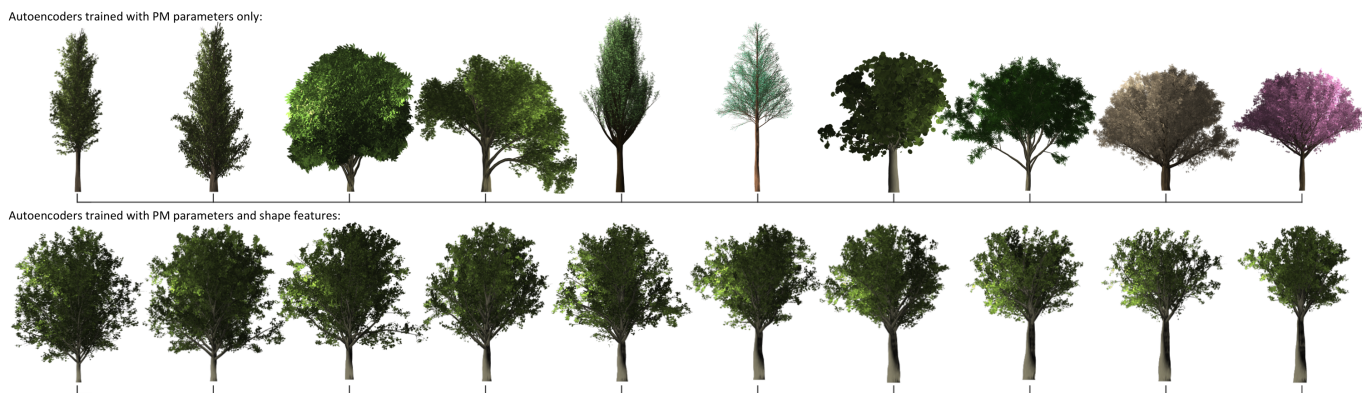 Autoencoders trained with PM parameters only:
Autoencoders trained with PM parameters and shape features: